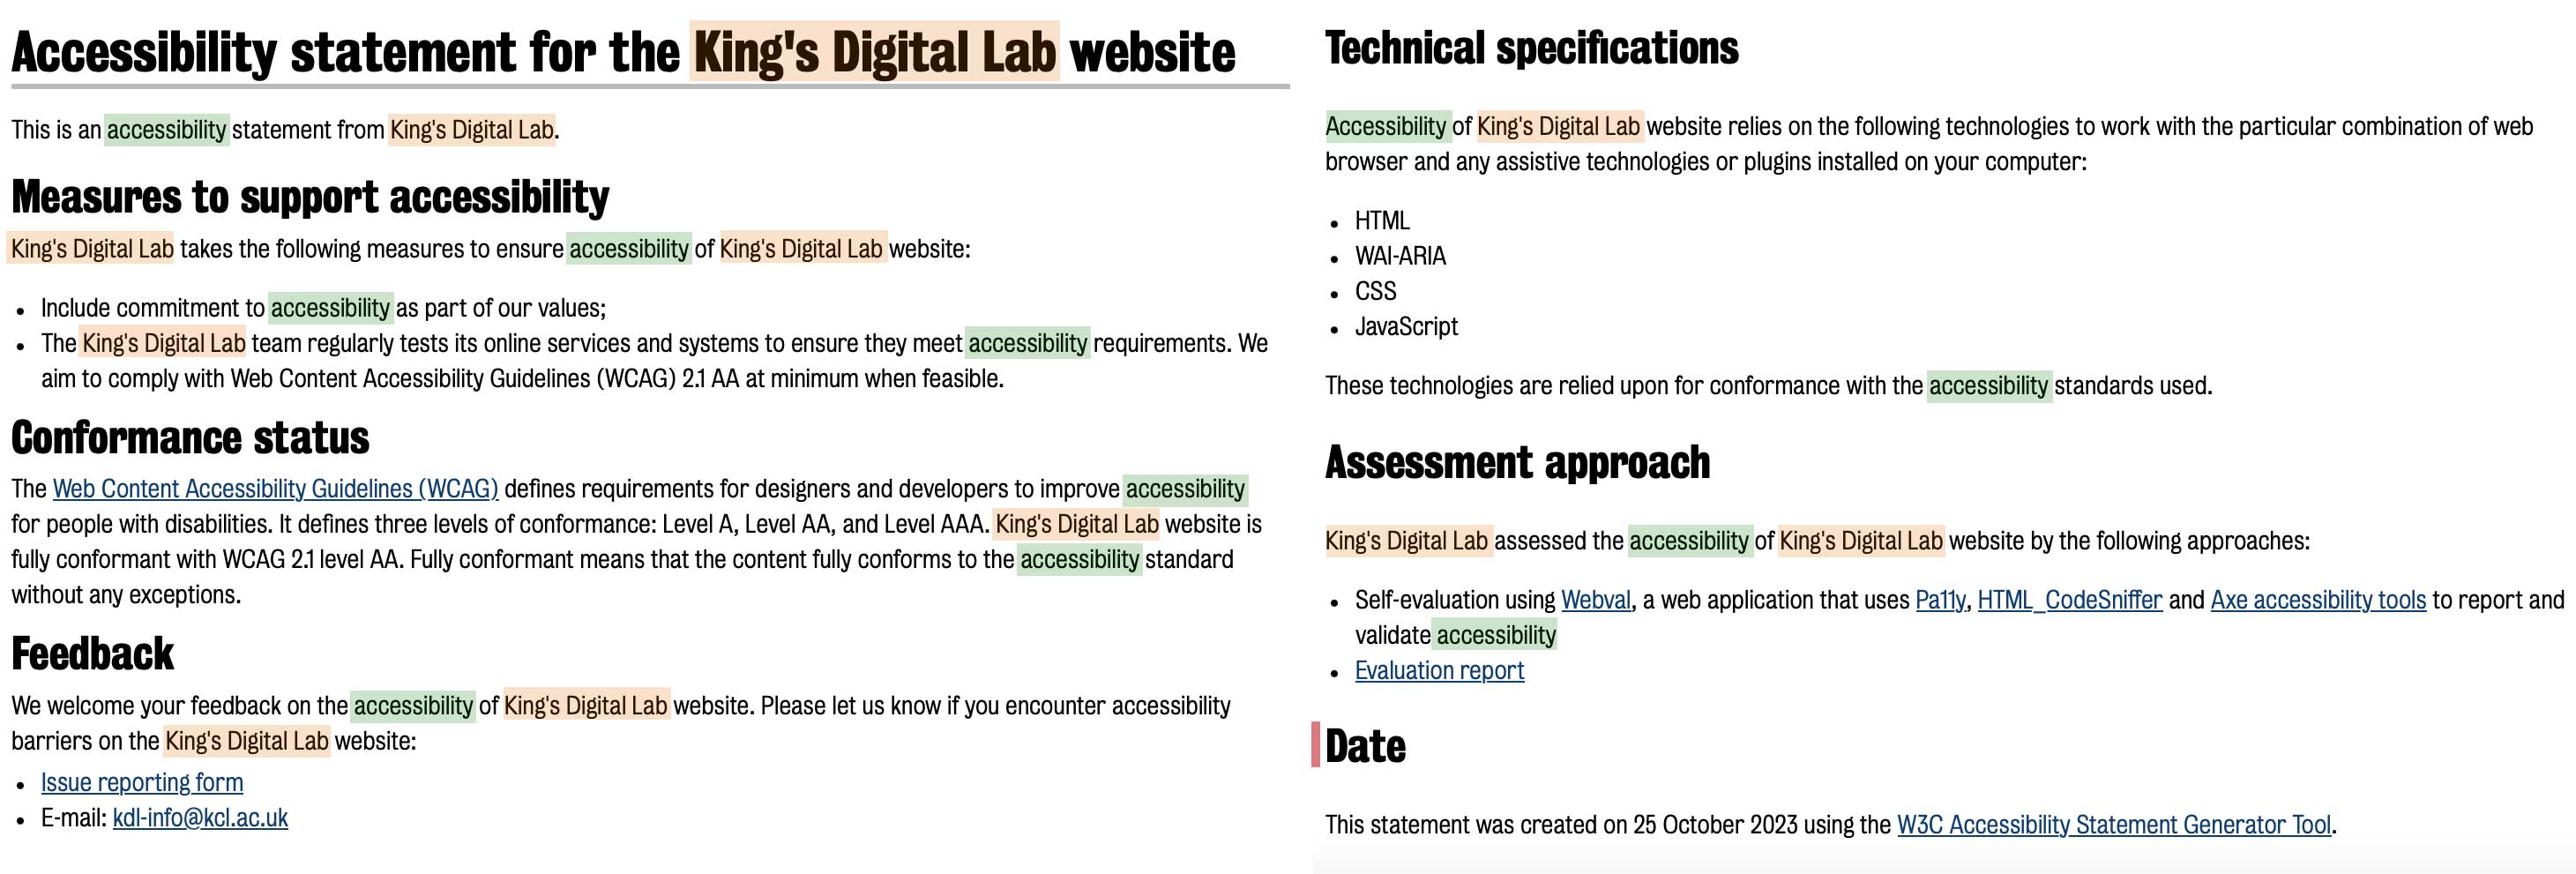 Accessibility statement for the King's Digital Lab website
This is an accessibility statement from King's Digital Lab.
Measures to support accessibility
King's Digital Lab takes the following measures to ensure accessibility of King's Digital Lab website:
• Include commitment to accessibility as part of our values;
• The King's Digital Lab team regularly tests its online services and systems to ensure they meet accessibility requirements. We
aim to comply with Web Content Accessibility Guidelines (WCAG) 2.1 AA at minimum when feasible.
Conformance status
The Web Content Accessibility Guidelines (WCAG) defines requirements for designers and developers to improve accessibility
for people with disabilities. It defines three levels of conformance: Level A, Level AA, and Level AAA. King's Digital Lab website is
fully conformant with WCAG 2.1 level AA. Fully conformant means that the content fully conforms to the accessibility standard
without any exceptions.
Feedback
We welcome your feedback on the accessibility of King's Digital Lab website. Please let us know if you encounter accessibility
barriers on the King's Digital Lab website:
• Issue reporting form
• E-mail: kdl-info@kcl.ac.uk
Technical specifications
Accessibility of King's Digital Lab website relies on the following technologies to work with the particular combination of web
browser and any assistive technologies or plugins installed on your computer:
• HTML
• WAI-ARIA
• CSS
• JavaScript
These technologies are relied upon for conformance with the accessibility standards used.
Assessment approach
King's Digital Lab assessed the accessibility of King's Digital Lab website by the following approaches:
• Self-evaluation using Webval, a web application that uses Pa11y, HTML_CodeSniffer and Axe accessibility tools to report and
validate accessibility
• Evaluation report
Date
This statement was created on 25 October 2023 using the W3C Accessibility Statement Generator Tool.